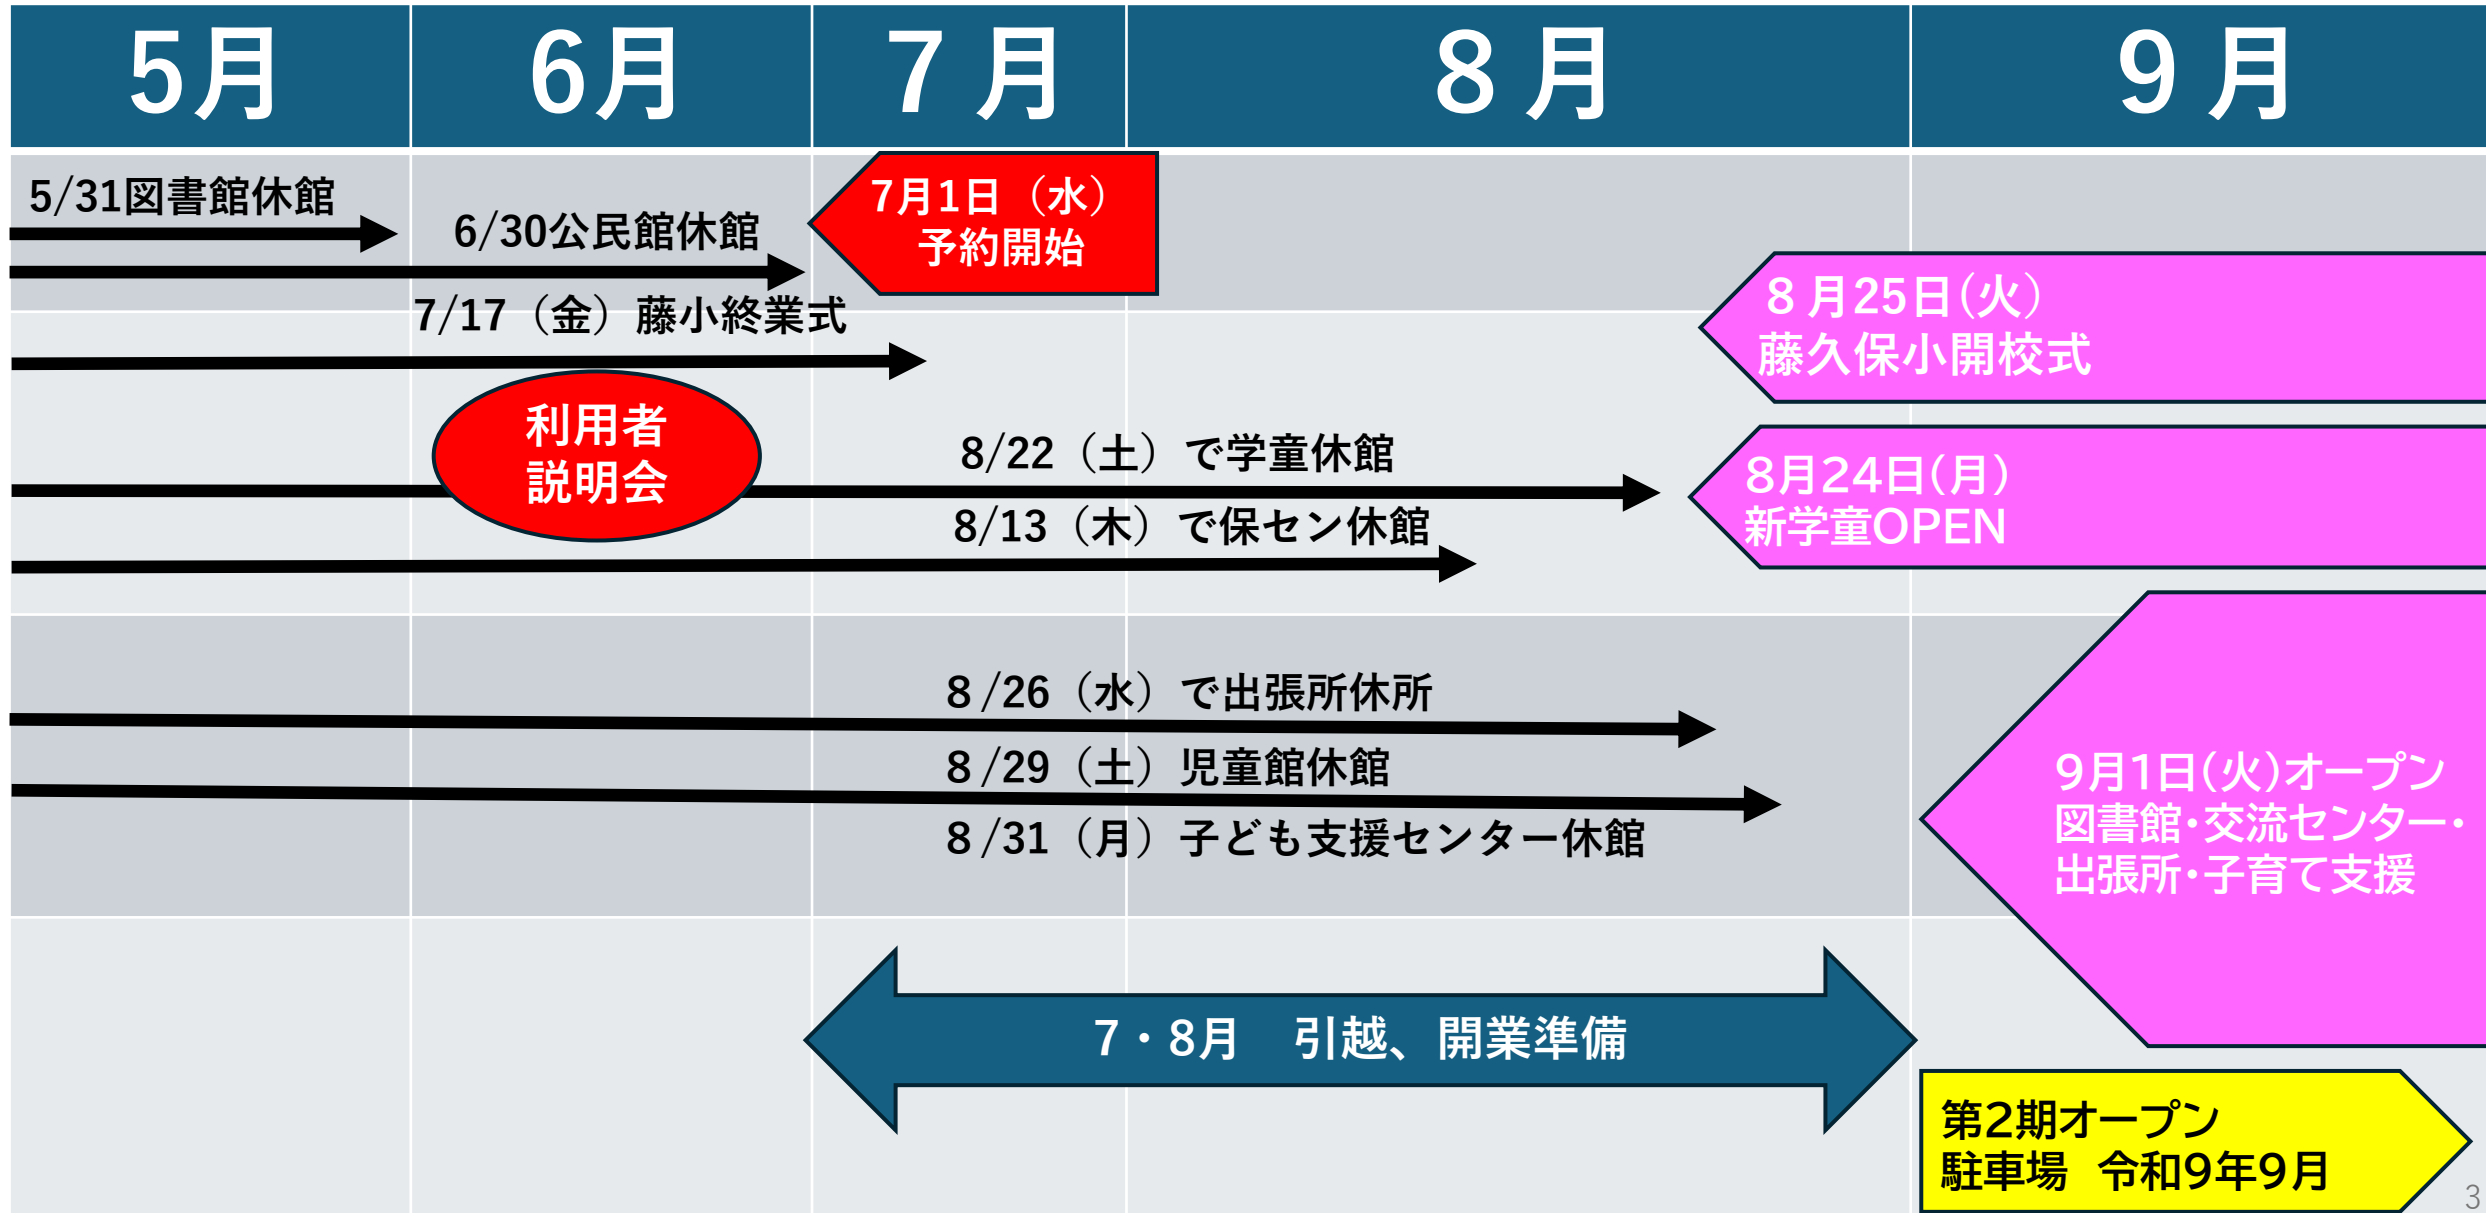 5月 6月 7月 8月 9月
5/31図書館休館
6/30公民館休館
7月1日（水）
予約開始
7/17（金）藤小終業式
8月25日(火)
藤久保小開校式
利用者
説明会
8/22（土）で学童休館
8月24日(月)
新学童OPEN
8/13（木）で保セン休館
8/26（水）で出張所休所
8/29（土）児童館休館
8/31（月）子ども支援センター休館
9月1日(火)オープン
図書館・交流センター・
出張所・子育て支援
7・8月　引越、開業準備
第2期オープン
駐車場　令和9年9月
3